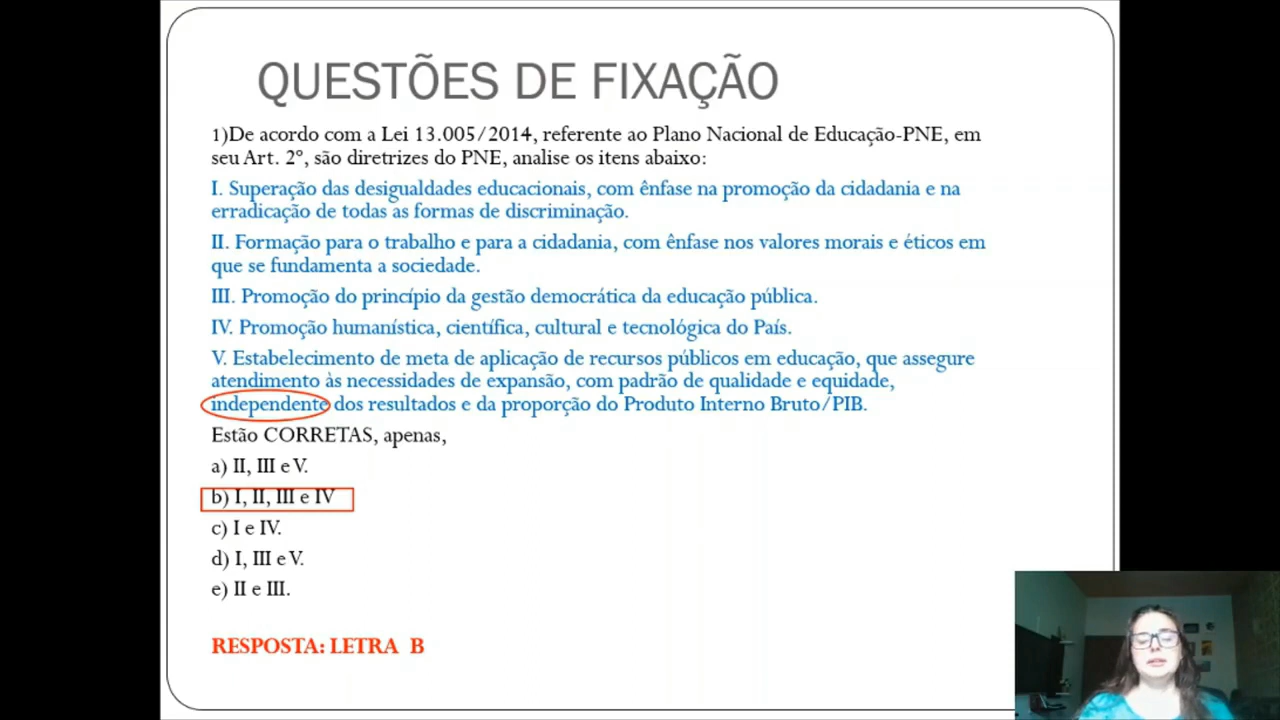 QUESTÕES DE FIXAÇÃO
1)De acordo com a Lei 13.005/2014, referente ao Plano Nacional de Educação-PNE, em
seu Art. 2º, são diretrizes do PNE, analise os itens abaixo:
I. Superação das desigualdades educacionais, com ênfase na promoção da cidadania e na
erradicação de todas as formas de discriminação.
II. Formação para o trabalho e para a cidadania, com ênfase nos valores morais e éticos em
que se fundamenta a sociedade.
III. Promoção do princípio da gestão democrática da educação pública.
IV. Promoção humanística, científica, cultural e tecnológica do País.
V. Estabelecimento de meta de aplicação de recursos públicos em educação, que assegure
atendimento às necessidades de expansão, com padrão de qualidade e equidade,
independente dos resultados e da proporção do Produto Interno Bruto/PIB.
Estão CORRETAS, apenas,
a) II, III e V.
b) I, II, III e IV
c) I e IV.
d) I, III e V.
e) II e III.
RESPOSTA: LETRA B